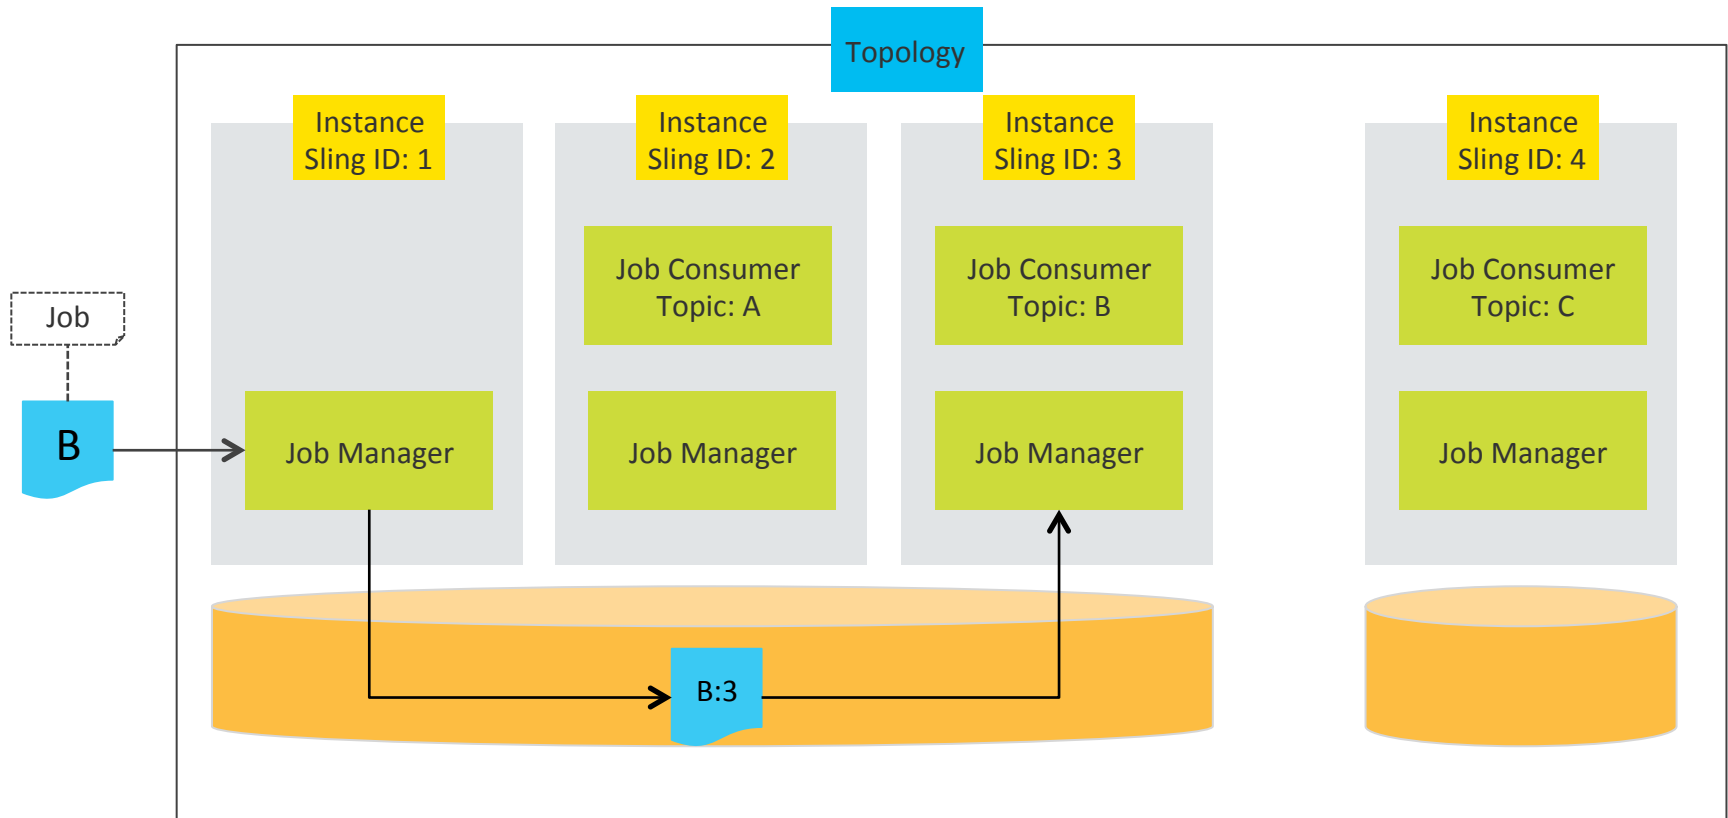 Topology
Instance
Sling ID: 1
Instance
Sling ID: 2
Instance
Sling ID: 3
Instance
Sling ID: 4
Job Consumer
Topic: A
Job Consumer
Topic: B
Job Consumer
Topic: C
Job
B
Job Manager
Job Manager
Job Manager
Job Manager
B:3